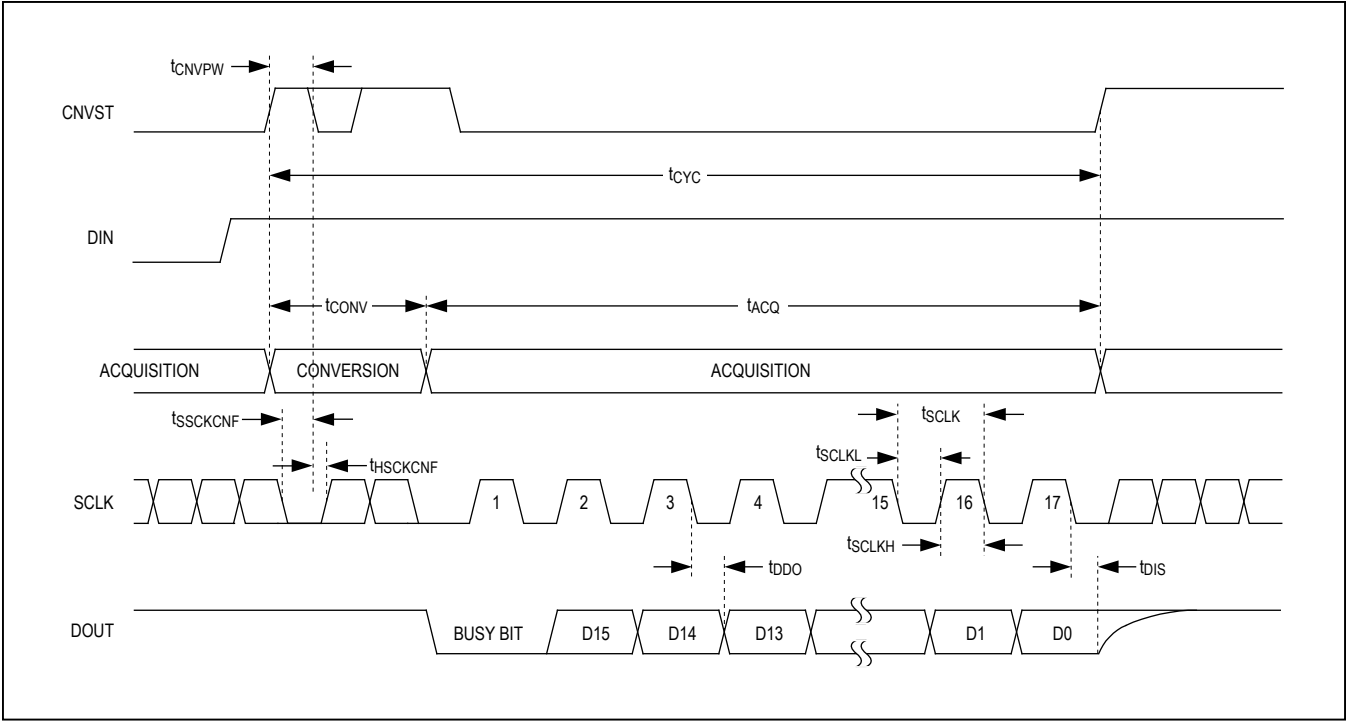 tCNVPW
CNVST
tCYC
DIN
tCONV
tACQ
ACQUISITION
CONVERSION
ACQUISITION
tSSCKCNF
tSCLK
tHSCKCNF
tSCLKL
SCLK
1
2
3
4
15
16
17
tSCLKH
tDDO
tDIS
DOUT
BUSY BIT
D15
D14
D13
D1
D0